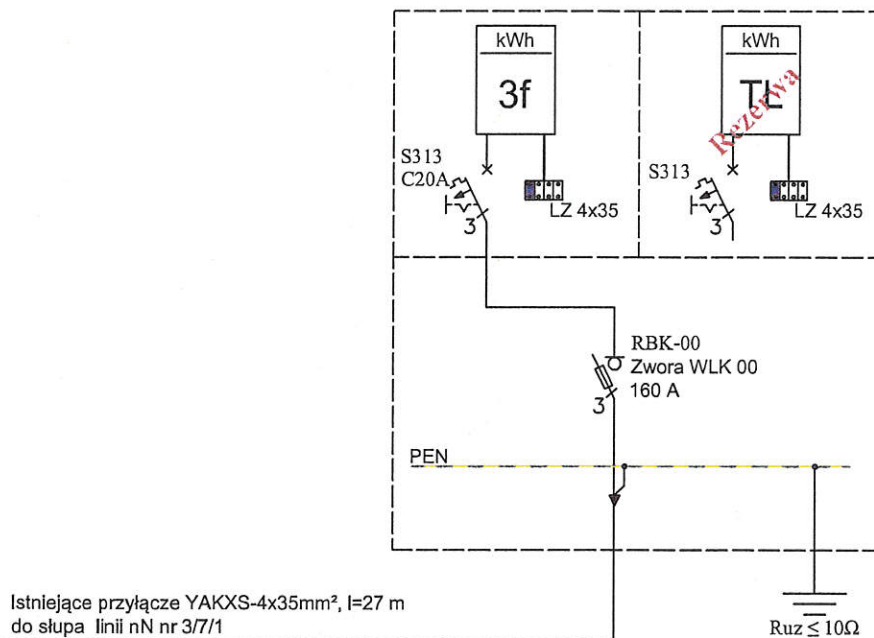 kWh
3f
S313
C20A
3
LZ 4x35
kWh
TL
Rezerwa
S313
3
LZ 4x35
RBK-00
Zwora WLK 00
160 A
3
PEN
Istniejące przyłącze YAKXS-4x35mm², l=27 m
do słupa linii nN nr 3/7/1
Ruz ≤ 10Ω